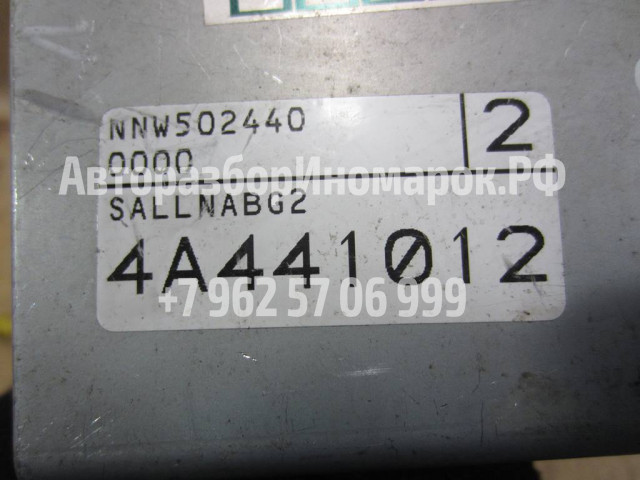 NNW502440
0000
2
АвторазборИномарок.РФ
SALLNABG2
4A441012
+7 962 57 06 999